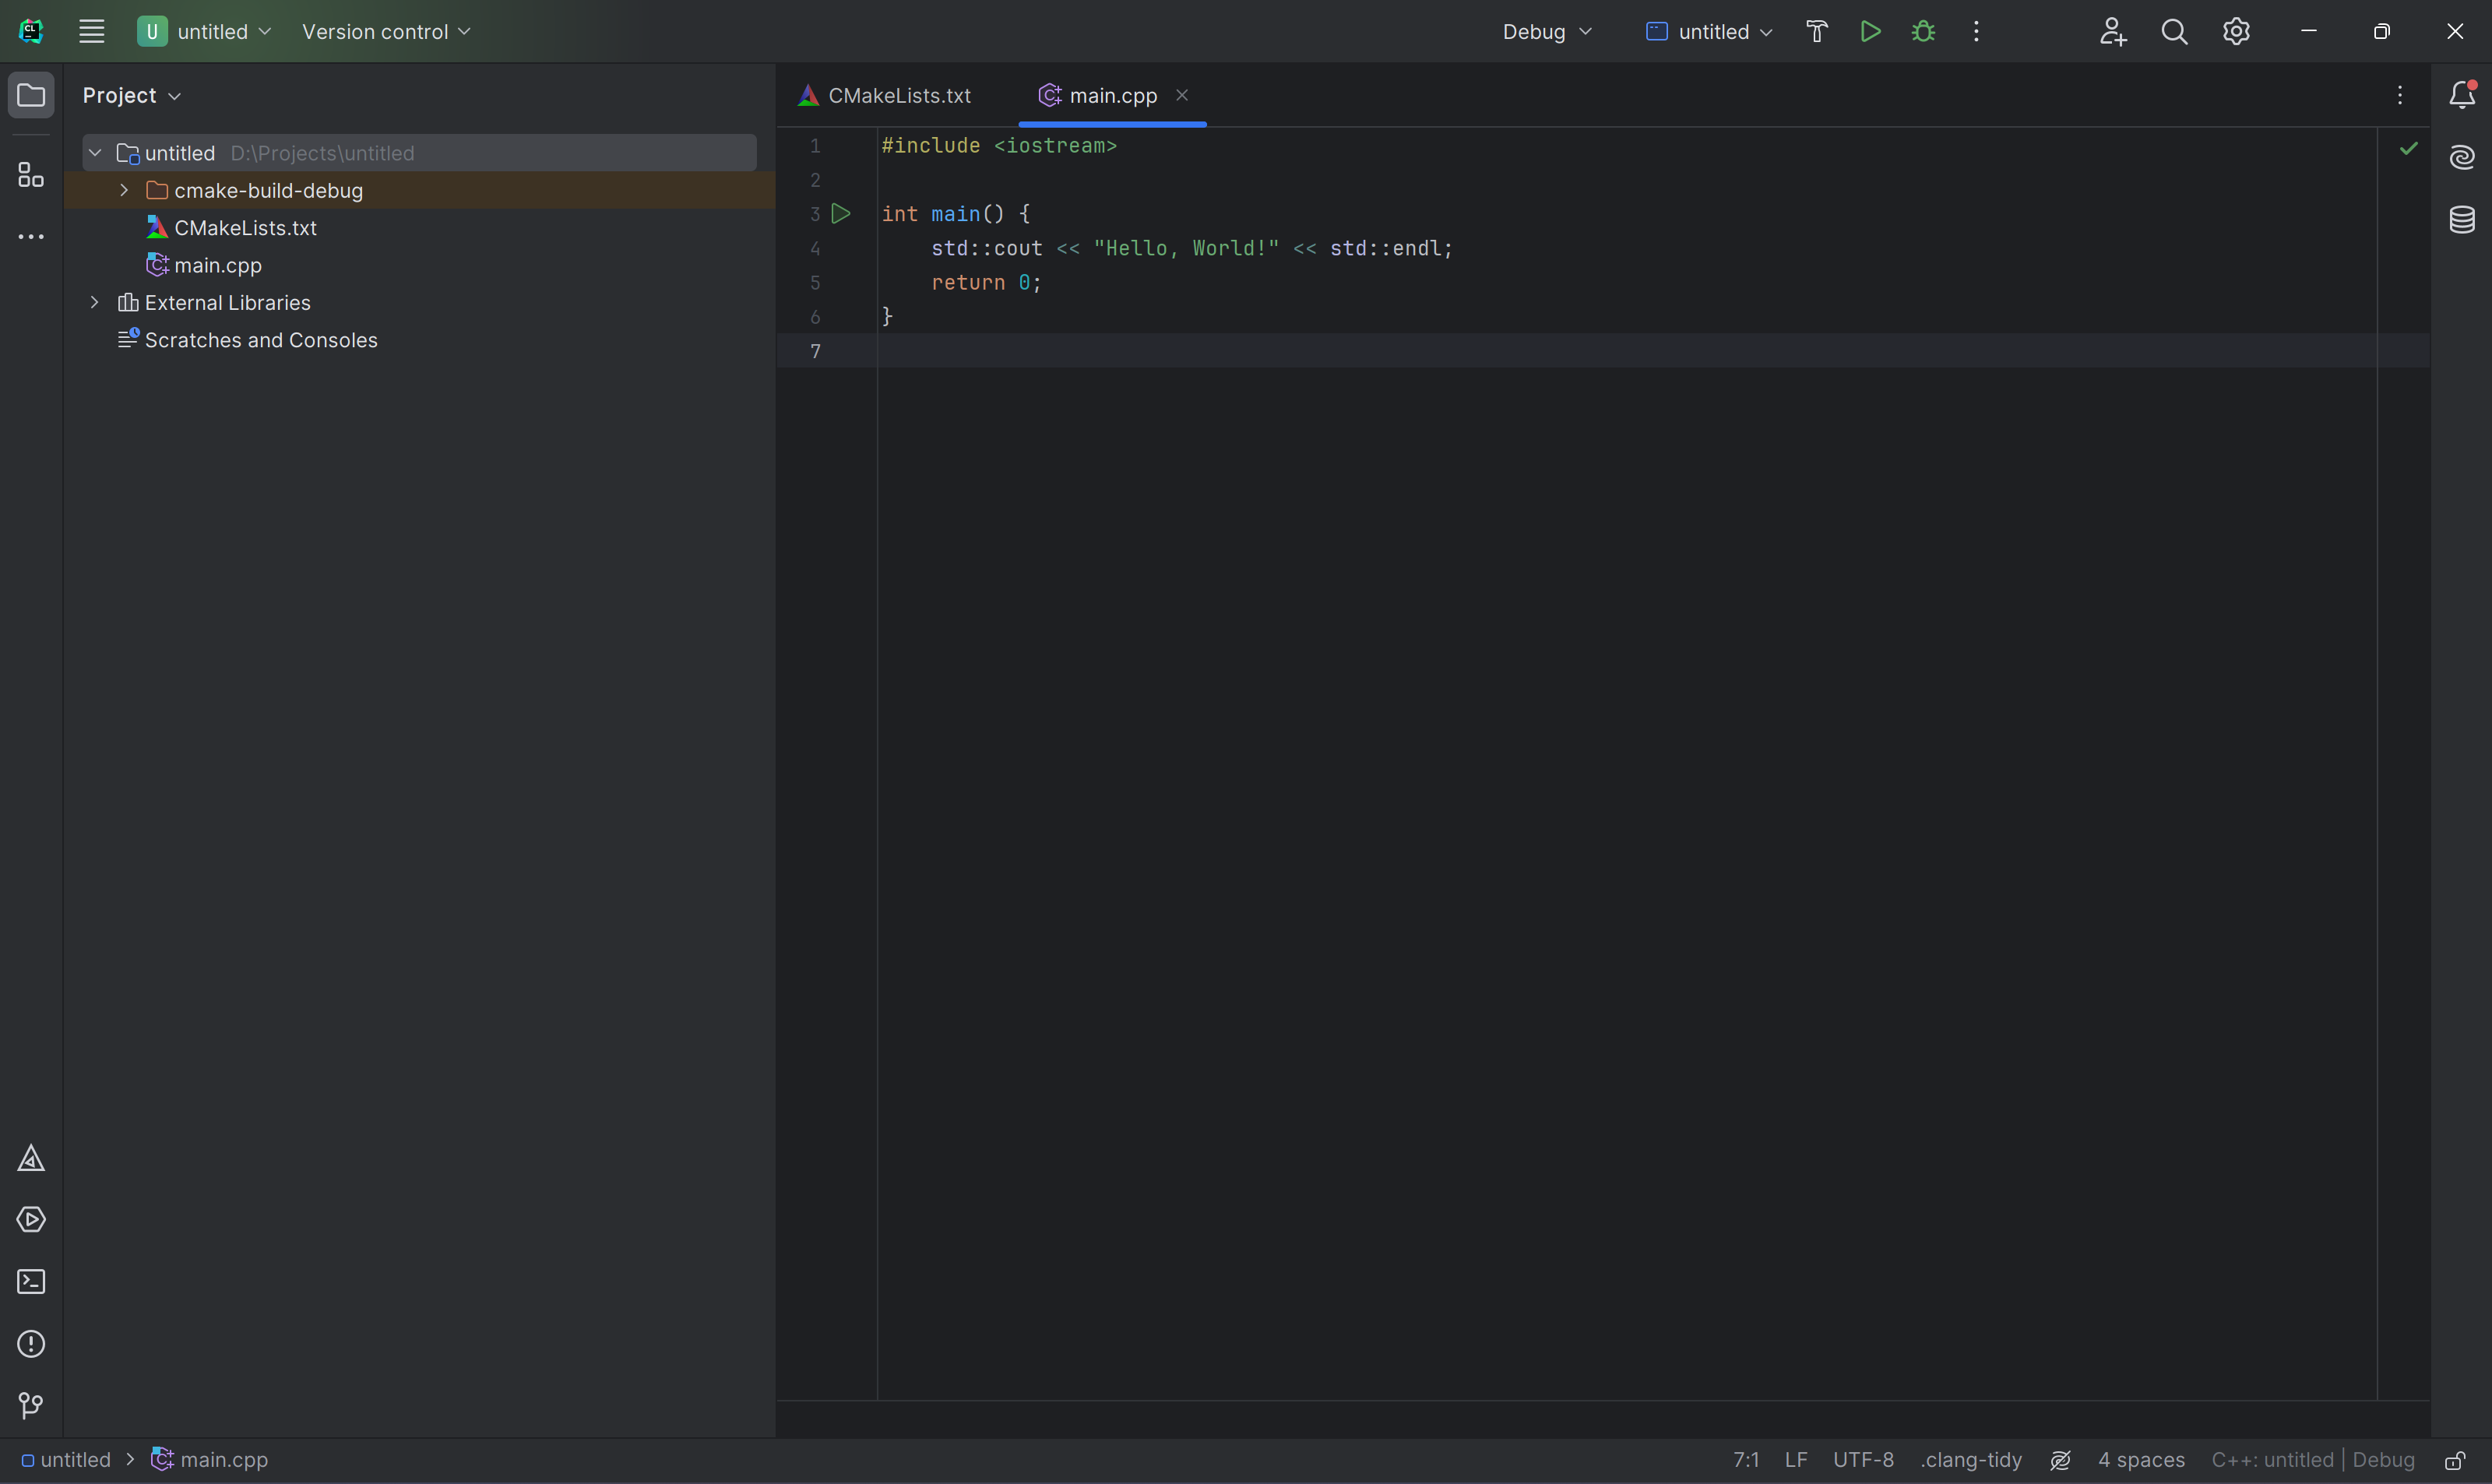 CL
U untitled Version control Debug untitled
Project
untitled D:\Projects\untitled
cmake-build-debug
CMakeLists.txt
main.cpp
External Libraries
Scratches and Consoles
CMakeLists.txt main.cpp
1 #include <iostream>
2
3 int main() {
4 std::cout << "Hello, World!" << std::endl;
5 return 0;
6 }
7
untitled > main.cpp 7:1 LF UTF-8 .clang-tidy 4 spaces C++: untitled | Debug